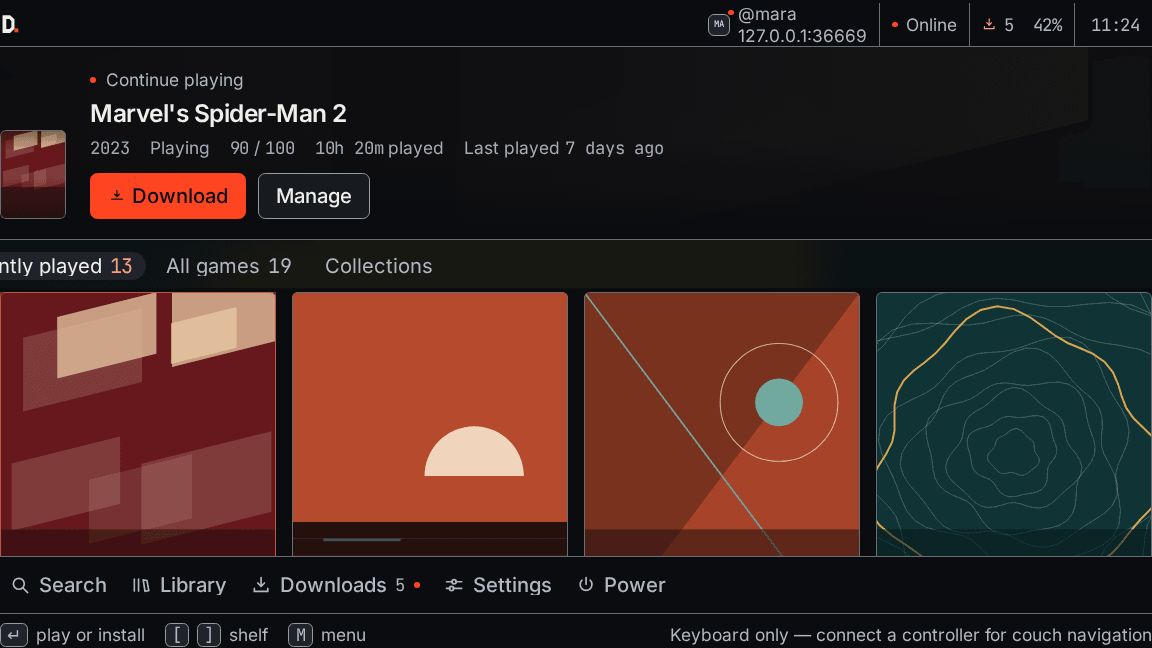 D.
MA
@mara
127.0.0.1:36669
Online
5
42%
11:24
Continue playing
Marvel's Spider-Man 2
2023 Playing 90 / 100 10h 20m played Last played 7 days ago
Download Manage
ntly played 13 All games 19 Collections
Search Library Downloads 5 Settings Power
play or install [ ] shelf M menu Keyboard only — connect a controller for couch navigation